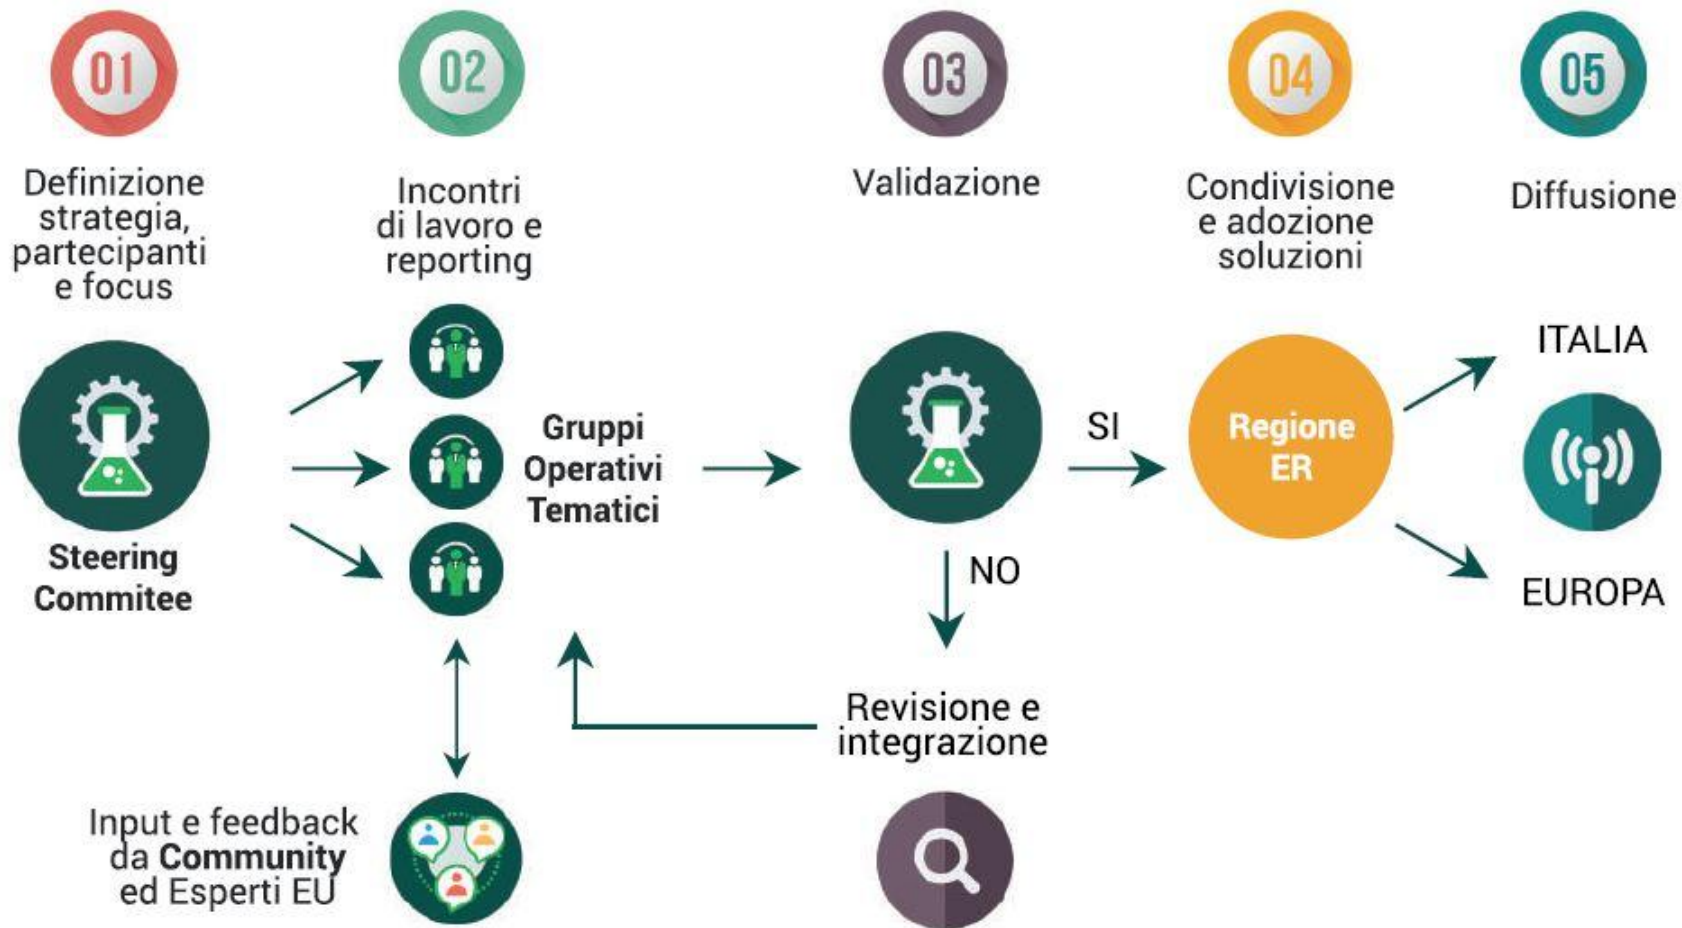 01
Definizione
strategia,
partecipanti
e focus
Steering
Commitee
02
Incontri
di lavoro e
reporting
Gruppi
Operativi
Tematici
Input e feedback
da Community
ed Esperti EU
03
Validazione
SI
NO
Revisione e
integrazione
04
Condivisione
e adozione
soluzioni
Regione
ER
05
Diffusione
ITALIA
EUROPA